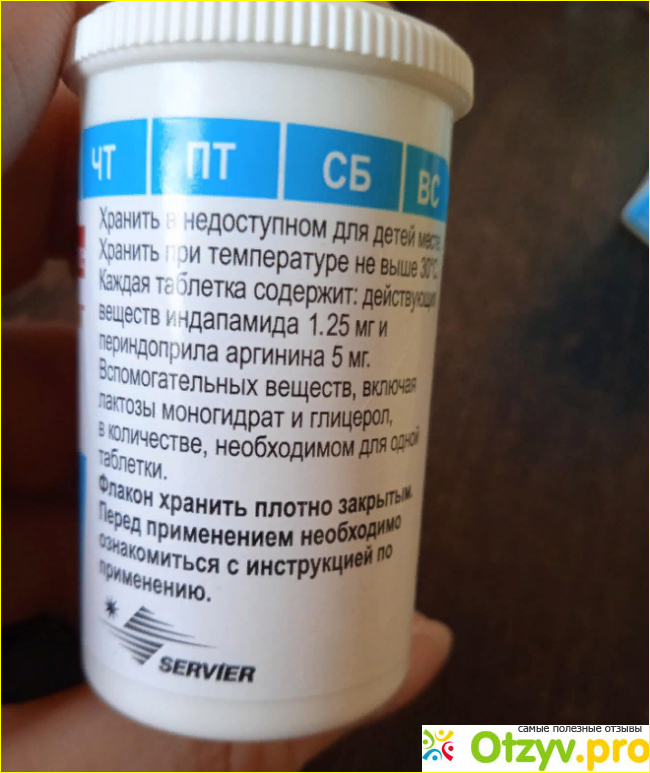 ЧТ ПТ СБ ВС
Хранить в недоступном для детей месте.
Хранить при температуре не выше 30°C
Каждая таблетка содержит: действующих
веществ индапамида 1.25 мг и
периндоприла аргинина 5 мг.
Вспомогательных веществ, включая
лактозы моногидрат и глицерол,
в количестве, необходимом для одной
таблетки.
Флакон хранить плотно закрытым.
Перед применением необходимо
ознакомиться с инструкцией по
применению.
SERVIER
самые полезные отзывы
Otzyv.pro